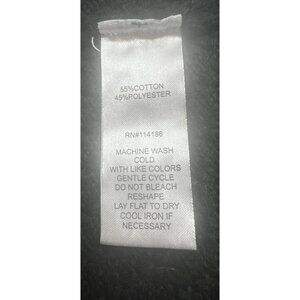 55%COTTON
45%POLYESTER
RN#114186
MACHINE WASH
COLD
WITH LIKE COLORS
GENTLE CYCLE
DO NOT BLEACH
RESHAPE
LAY FLAT TO DRY
COOL IRON IF
NECESSARY